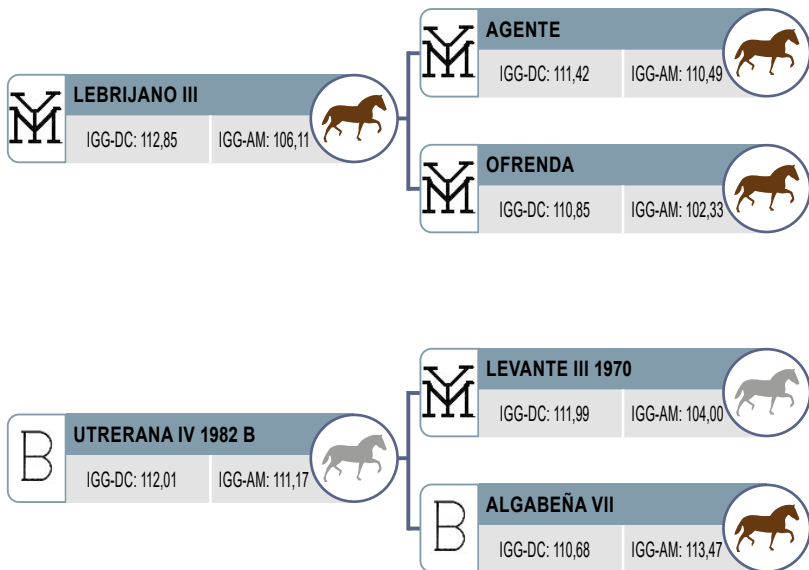 AGENTE
IGG-DC: 111,42 IGG-AM: 110,49
LEBRIJANO III
IGG-DC: 112,85 IGG-AM: 106,11
OFRENDA
IGG-DC: 110,85 IGG-AM: 102,33
LEVANTE III 1970
IGG-DC: 111,99 IGG-AM: 104,00
B
UTRERANA IV 1982 B
IGG-DC: 112,01 IGG-AM: 111,17
B
ALGABEÑA VII
IGG-DC: 110,68 IGG-AM: 113,47